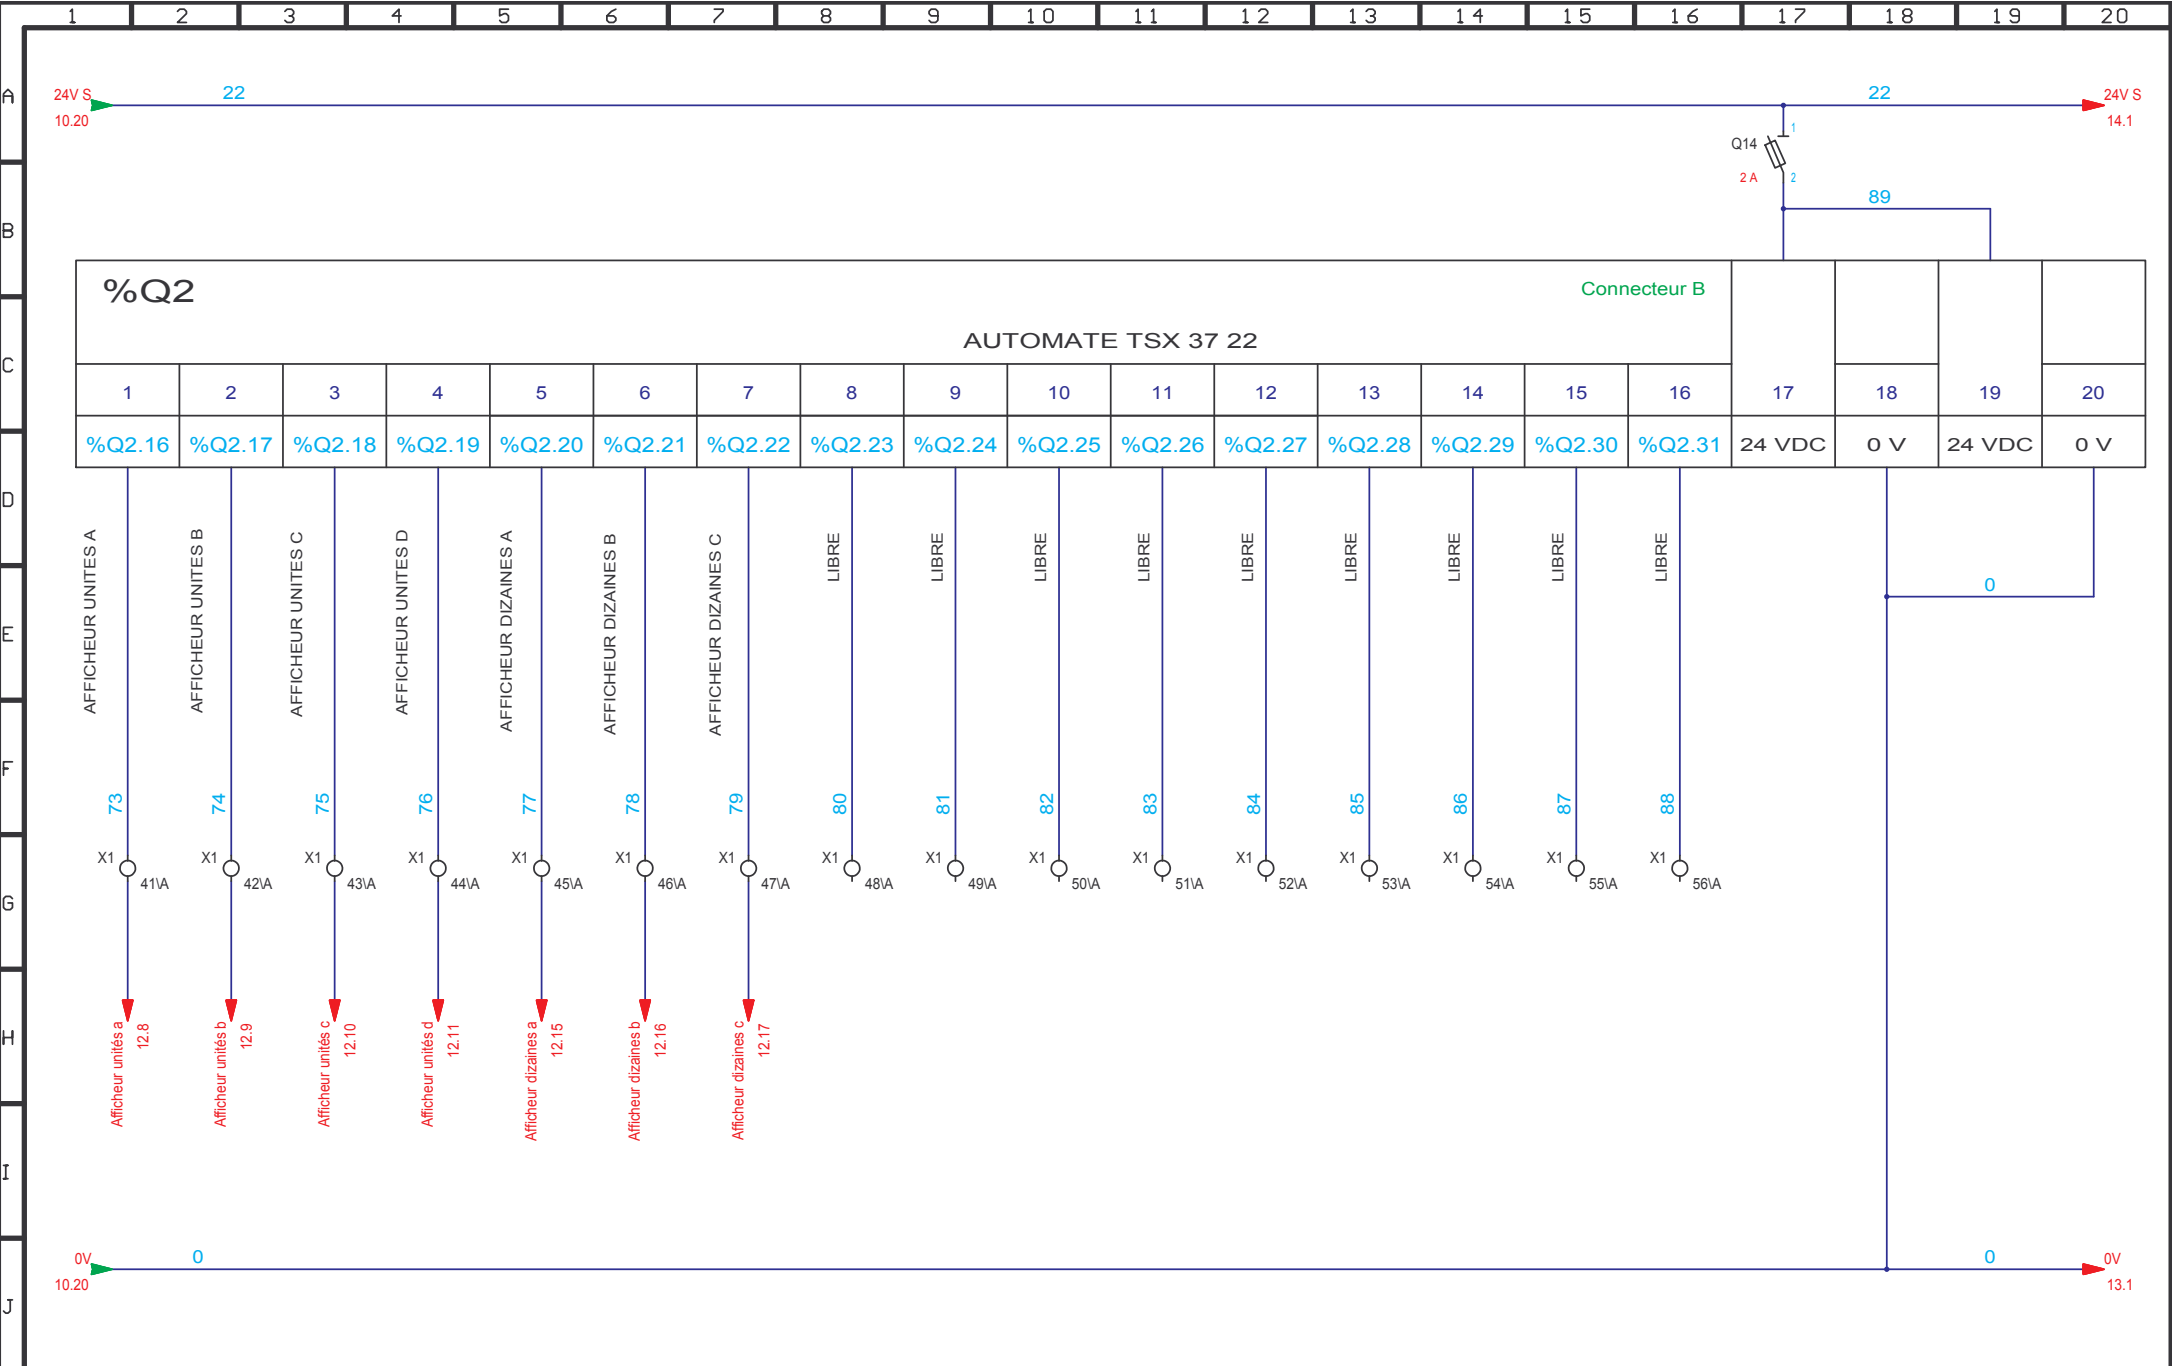 1 2 3 4 5 6 7 8 9 10 11 12 13 14 15 16 17 18 19 20
A
24V S
10.20
22
22
24V S
14.1
1
Q14
2 A
2
89
B
%Q2
Connecteur B
AUTOMATE TSX 37 22
C
1 2 3 4 5 6 7 8 9 10 11 12 13 14 15 16 17 18 19 20
%Q2.16 %Q2.17 %Q2.18 %Q2.19 %Q2.20 %Q2.21 %Q2.22 %Q2.23 %Q2.24 %Q2.25 %Q2.26 %Q2.27 %Q2.28 %Q2.29 %Q2.30 %Q2.31 24 VDC 0 V 24 VDC 0 V
D
AFFICHEUR UNITES A
AFFICHEUR UNITES B
AFFICHEUR UNITES C
AFFICHEUR UNITES D
AFFICHEUR DIZAINES A
AFFICHEUR DIZAINES B
AFFICHEUR DIZAINES C
LIBRE
LIBRE
LIBRE
LIBRE
LIBRE
LIBRE
LIBRE
LIBRE
LIBRE
0
E
F
73 74 75 76 77 78 79 80 81 82 83 84 85 86 87 88
X1 X1 X1 X1 X1 X1 X1 X1 X1 X1 X1 X1 X1 X1 X1 X1
41\A 42\A 43\A 44\A 45\A 46\A 47\A 48\A 49\A 50\A 51\A 52\A 53\A 54\A 55\A 56\A
G
H
Afficheur unités a
12.8
Afficheur unités b
12.9
Afficheur unités c
12.10
Afficheur unités d
12.11
Afficheur dizaines a
12.15
Afficheur dizaines b
12.16
Afficheur dizaines c
12.17
I
0V
10.20
0
0
0V
13.1
J